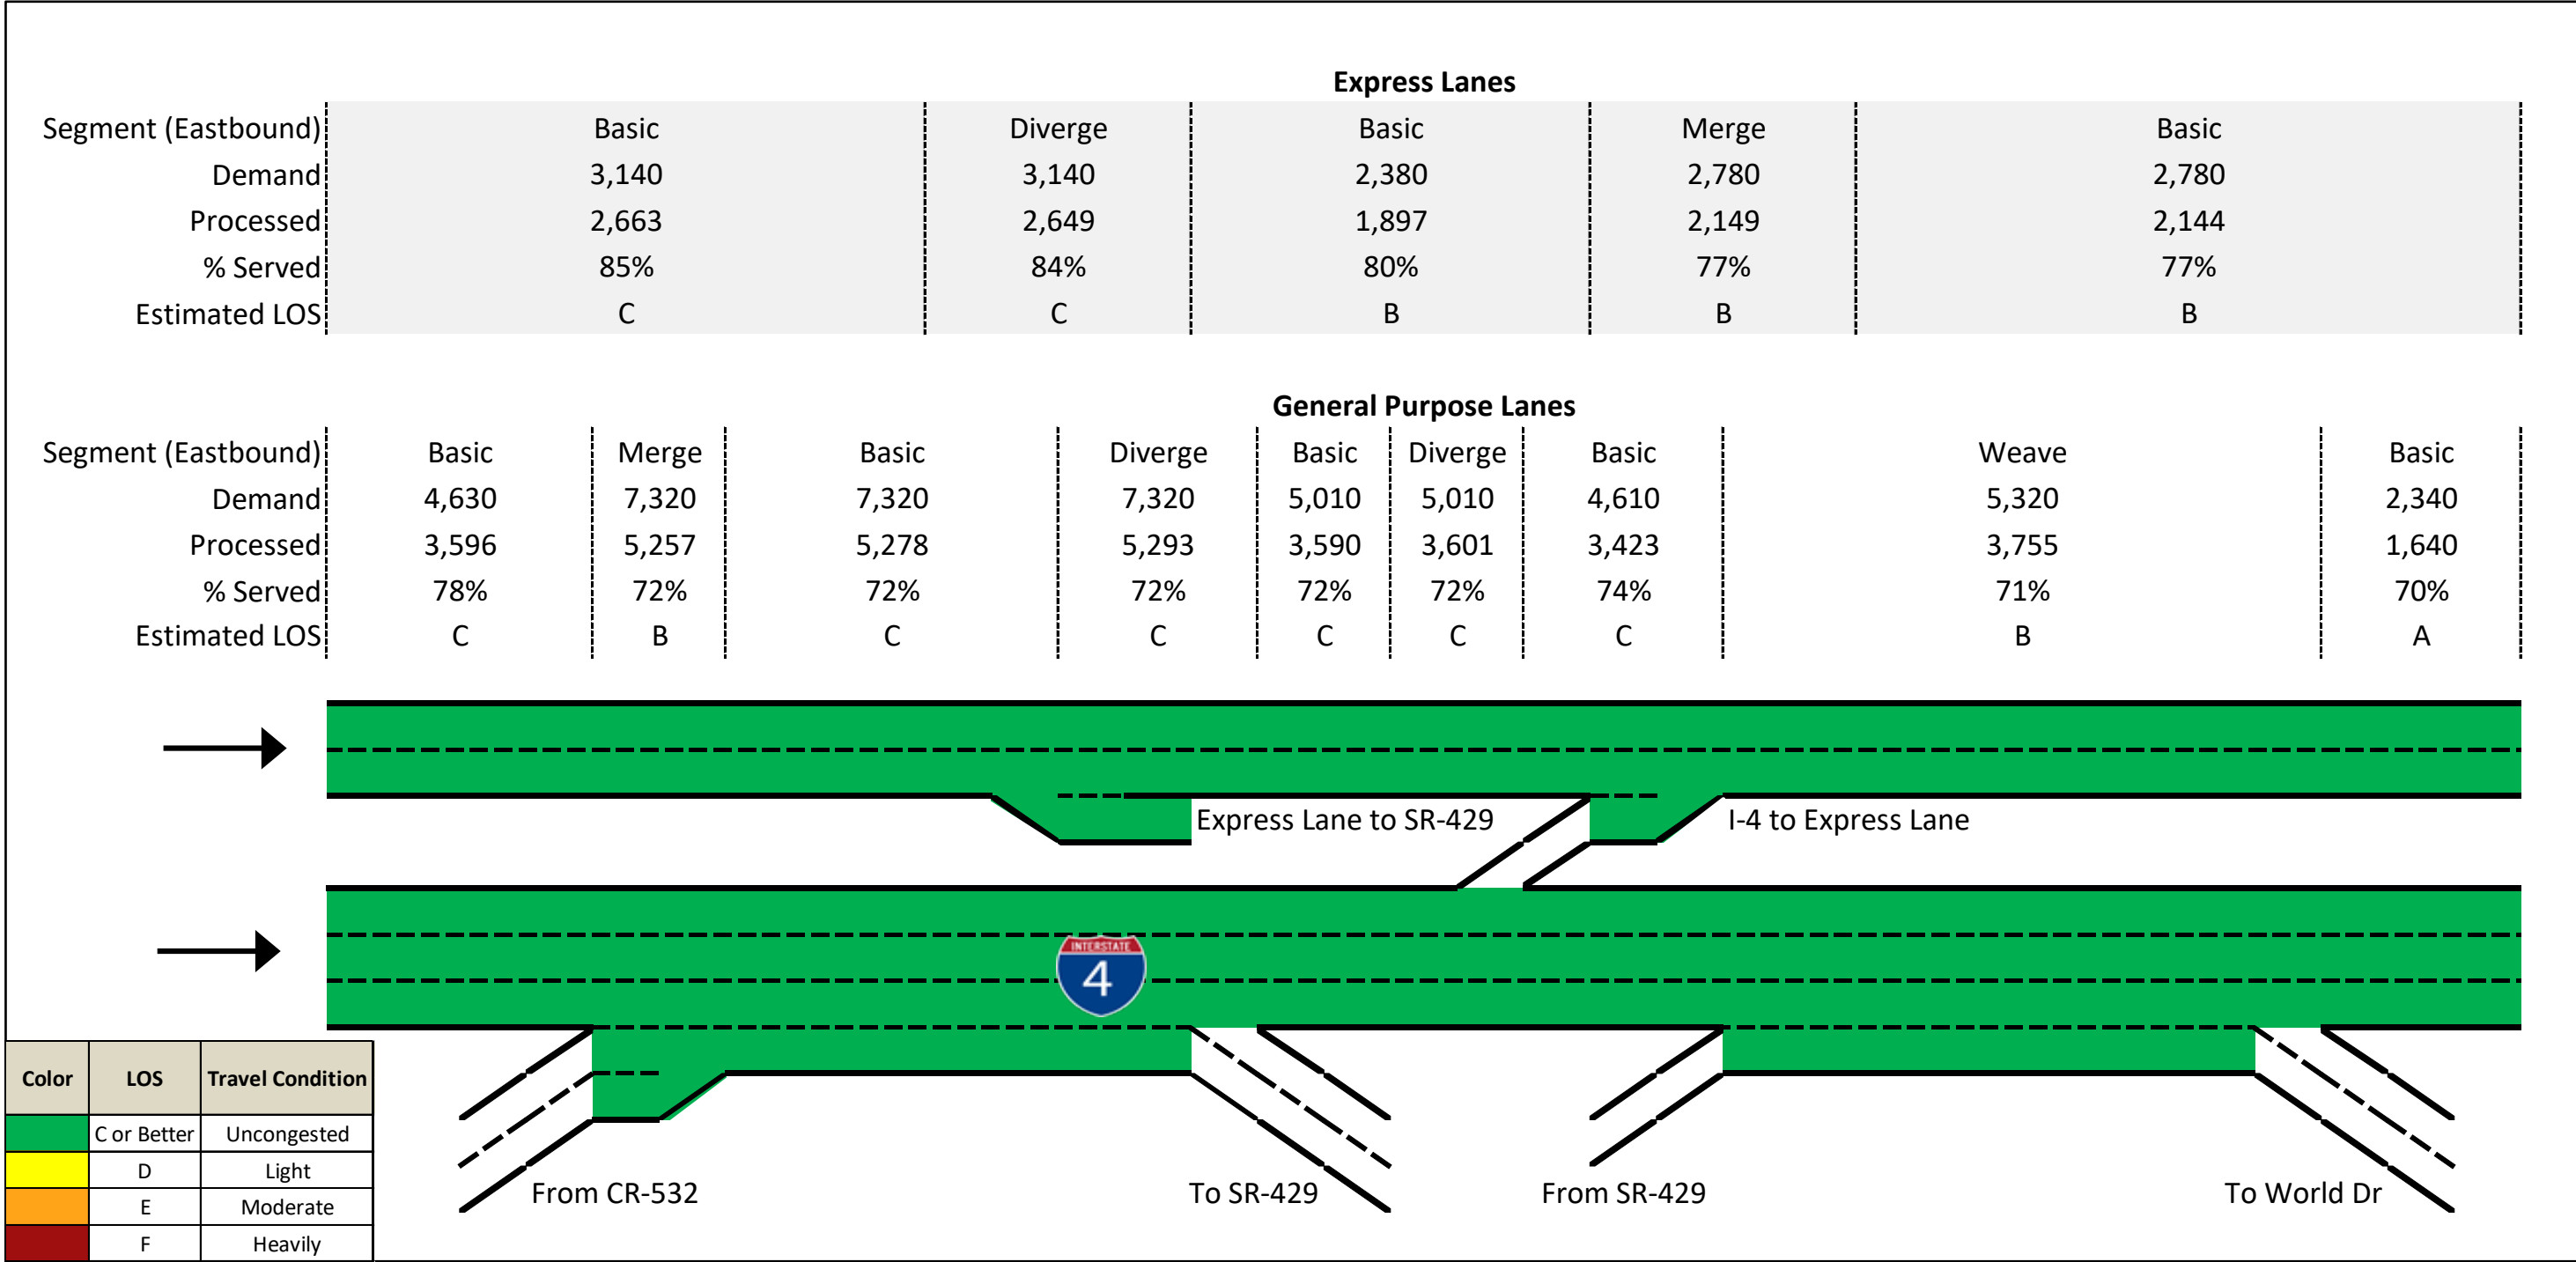 Express Lanes
Segment (Eastbound) Basic Diverge Basic Merge Basic
Demand 3,140 3,140 2,380 2,780 2,780
Processed 2,663 2,649 1,897 2,149 2,144
% Served 85% 84% 80% 77% 77%
Estimated LOS C C B B B
General Purpose Lanes
Segment (Eastbound) Basic Merge Basic Diverge Basic Diverge Basic Weave Basic
Demand 4,630 7,320 7,320 7,320 5,010 5,010 4,610 5,320 2,340
Processed 3,596 5,257 5,278 5,293 3,590 3,601 3,423 3,755 1,640
% Served 78% 72% 72% 72% 72% 72% 74% 71% 70%
Estimated LOS C B C C C C C B A
Express Lane to SR-429 I-4 to Express Lane
INTERSTATE
4
Color LOS Travel Condition
C or Better Uncongested
D Light
E Moderate
F Heavily
From CR-532 To SR-429 From SR-429 To World Dr